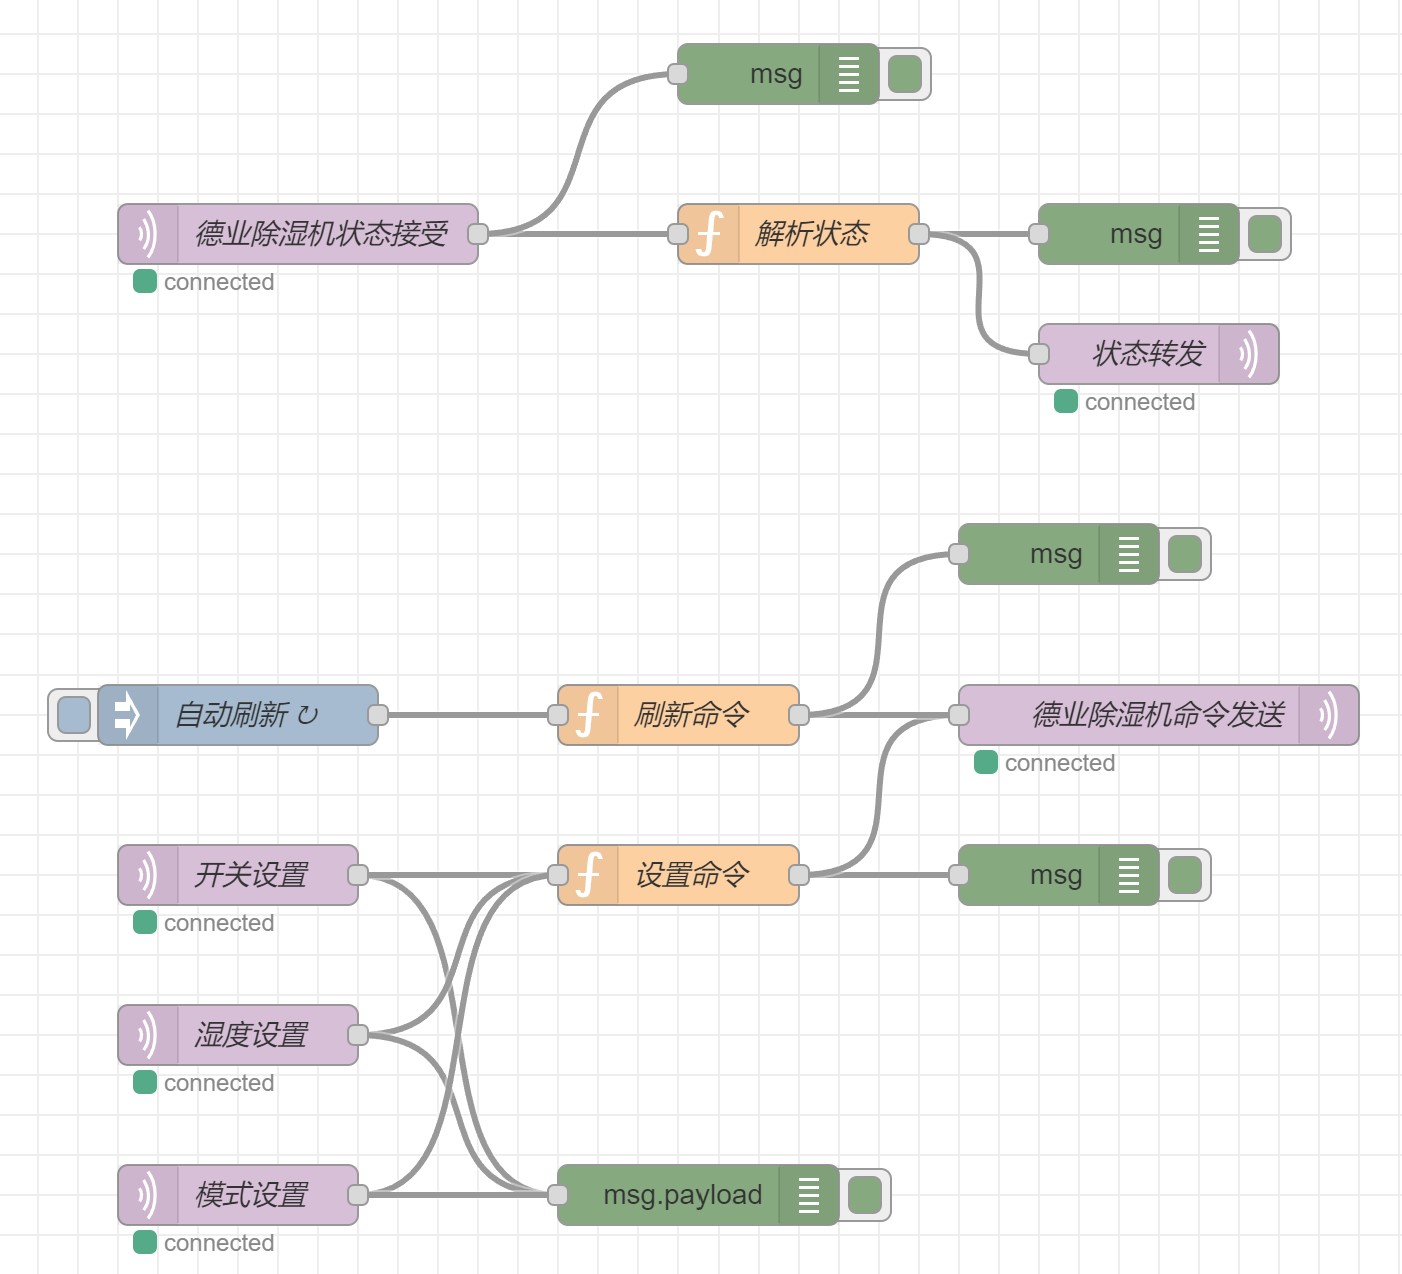 msg
德业除湿机状态接受
connected
解析状态
msg
状态转发
connected
msg
自动刷新 ↻
刷新命令
德业除湿机命令发送
connected
开关设置
connected
设置命令
msg
湿度设置
connected
模式设置
connected
msg.payload